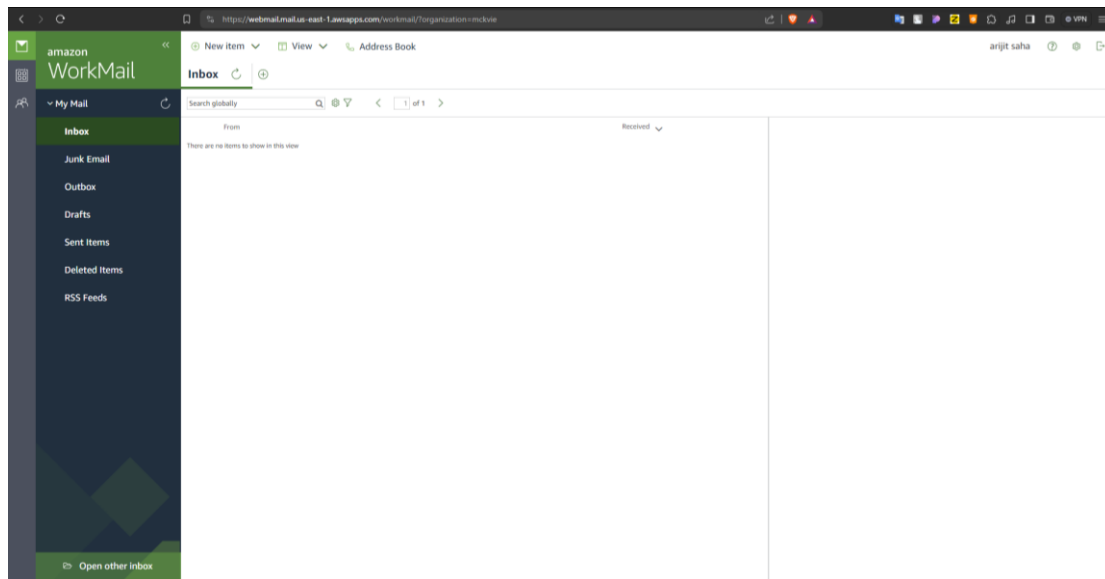 https://webmail.mail.us-east-1.awsapps.com/workmail/?organization=mckvie
VPN
amazon
WorkMail
New item View Address Book
arijit saha
Inbox
My Mail
Search globally
1 of 1
Inbox
From Received
There are no items to show in this view
Junk Email
Outbox
Drafts
Sent Items
Deleted Items
RSS Feeds
Open other inbox